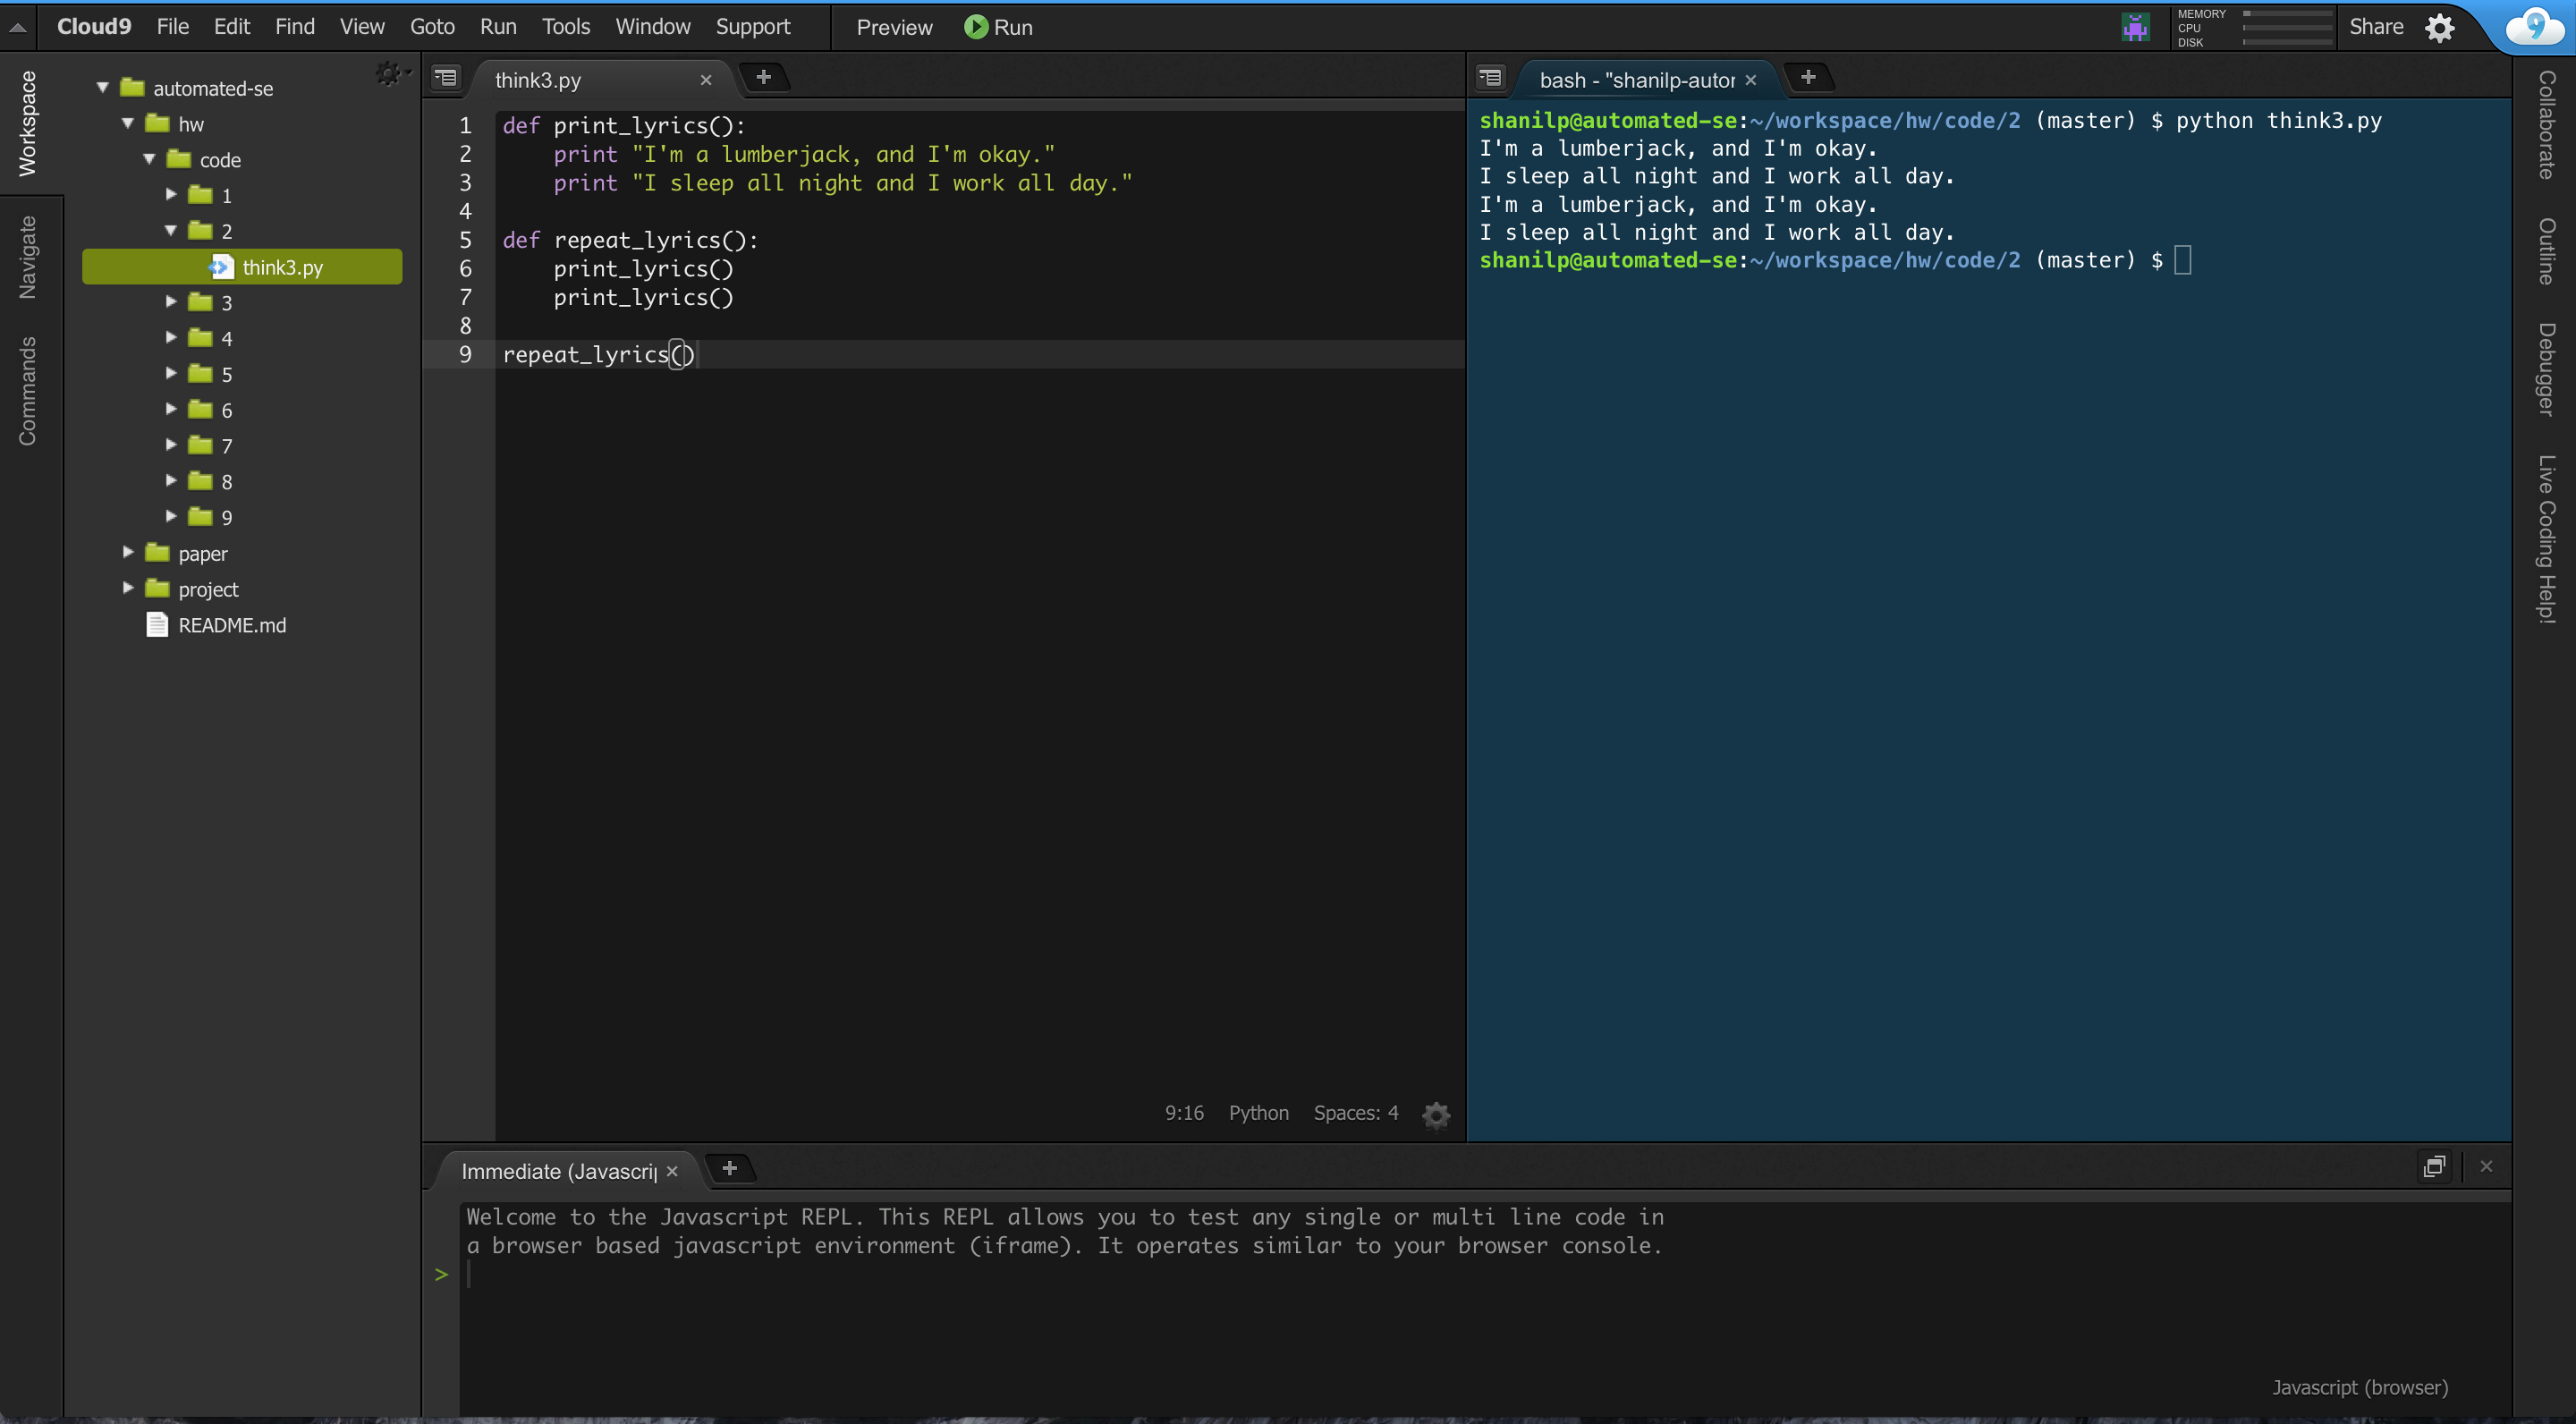 Cloud9 File Edit Find View Goto Run Tools Window Support Preview Run
MEMORY
CPU
DISK
Share
9
Workspace
Navigate
Commands
automated-se
hw
code
1
2
think3.py
3
4
5
6
7
8
9
paper
project
README.md
think3.py
1 def print_lyrics():
2     print "I'm a lumberjack, and I'm okay."
3     print "I sleep all night and I work all day."
4
5 def repeat_lyrics():
6     print_lyrics()
7     print_lyrics()
8
9 repeat_lyrics()
9:16 Python Spaces: 4
bash - "shanilp-autor
shanilp@automated-se:~/workspace/hw/code/2 (master) $ python think3.py
I'm a lumberjack, and I'm okay.
I sleep all night and I work all day.
I'm a lumberjack, and I'm okay.
I sleep all night and I work all day.
shanilp@automated-se:~/workspace/hw/code/2 (master) $
Collaborate
Outline
Debugger
Live Coding Help!
Immediate (Javascrip
Welcome to the Javascript REPL. This REPL allows you to test any single or multi line code in
a browser based javascript environment (iframe). It operates similar to your browser console.
>
Javascript (browser)